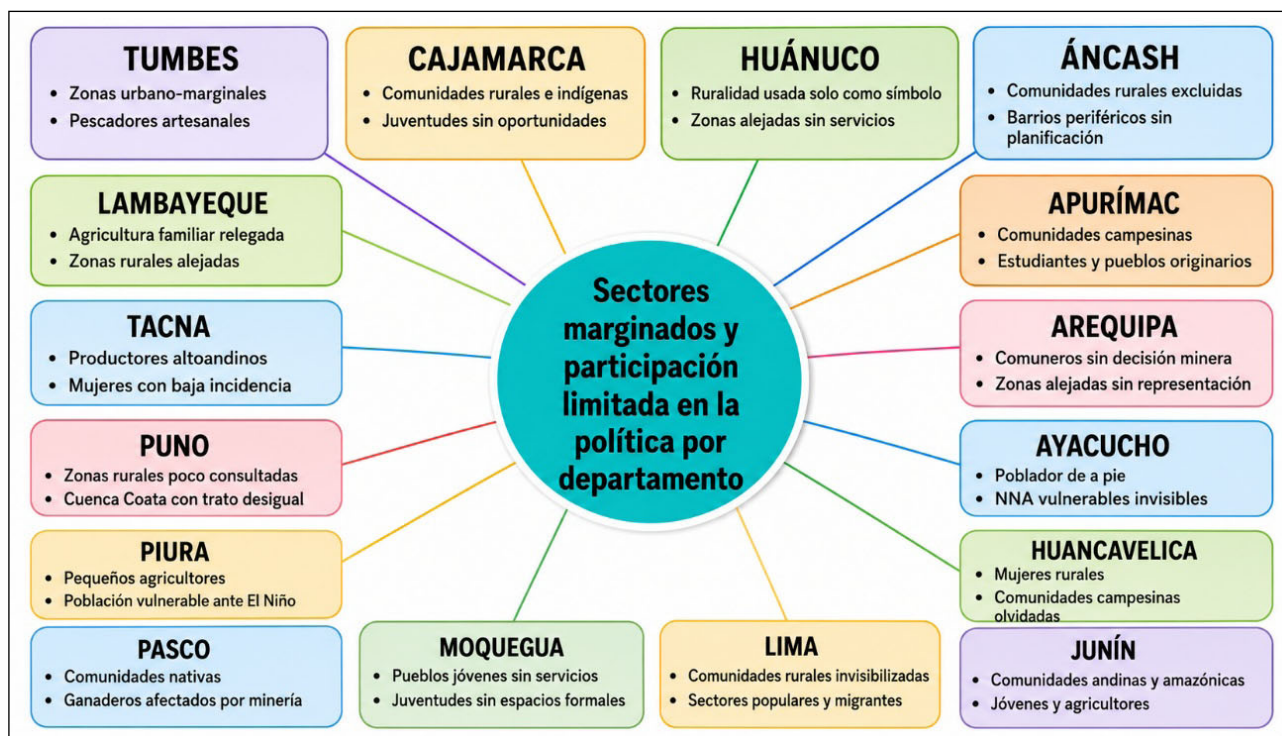 TUMBES
• Zonas urbano-marginales
• Pescadores artesanales
CAJAMARCA
• Comunidades rurales e indígenas
• Juventudes sin oportunidades
HUÁNUCO
• Ruralidad usada solo como símbolo
• Zonas alejadas sin servicios
ÁNCASH
• Comunidades rurales excluidas
• Barrios periféricos sin
planificación
LAMBAYEQUE
• Agricultura familiar relegada
• Zonas rurales alejadas
APURÍMAC
• Comunidades campesinas
• Estudiantes y pueblos originarios
Sectores
marginados y
participación
limitada en la
política por
departamento
TACNA
• Productores altoandinos
• Mujeres con baja incidencia
AREQUIPA
• Comuneros sin decisión minera
• Zonas alejadas sin representación
PUNO
• Zonas rurales poco consultadas
• Cuenca Coata con trato desigual
AYACUCHO
• Poblador de a pie
• NNA vulnerables invisibles
PIURA
• Pequeños agricultores
• Población vulnerable ante El Niño
HUANCAVELICA
• Mujeres rurales
• Comunidades campesinas
olvidadas
PASCO
• Comunidades nativas
• Ganaderos afectados por minería
MOQUEGUA
• Pueblos jóvenes sin servicios
• Juventudes sin espacios formales
LIMA
• Comunidades rurales invisibilizadas
• Sectores populares y migrantes
JUNÍN
• Comunidades andinas y amazónicas
• Jóvenes y agricultores